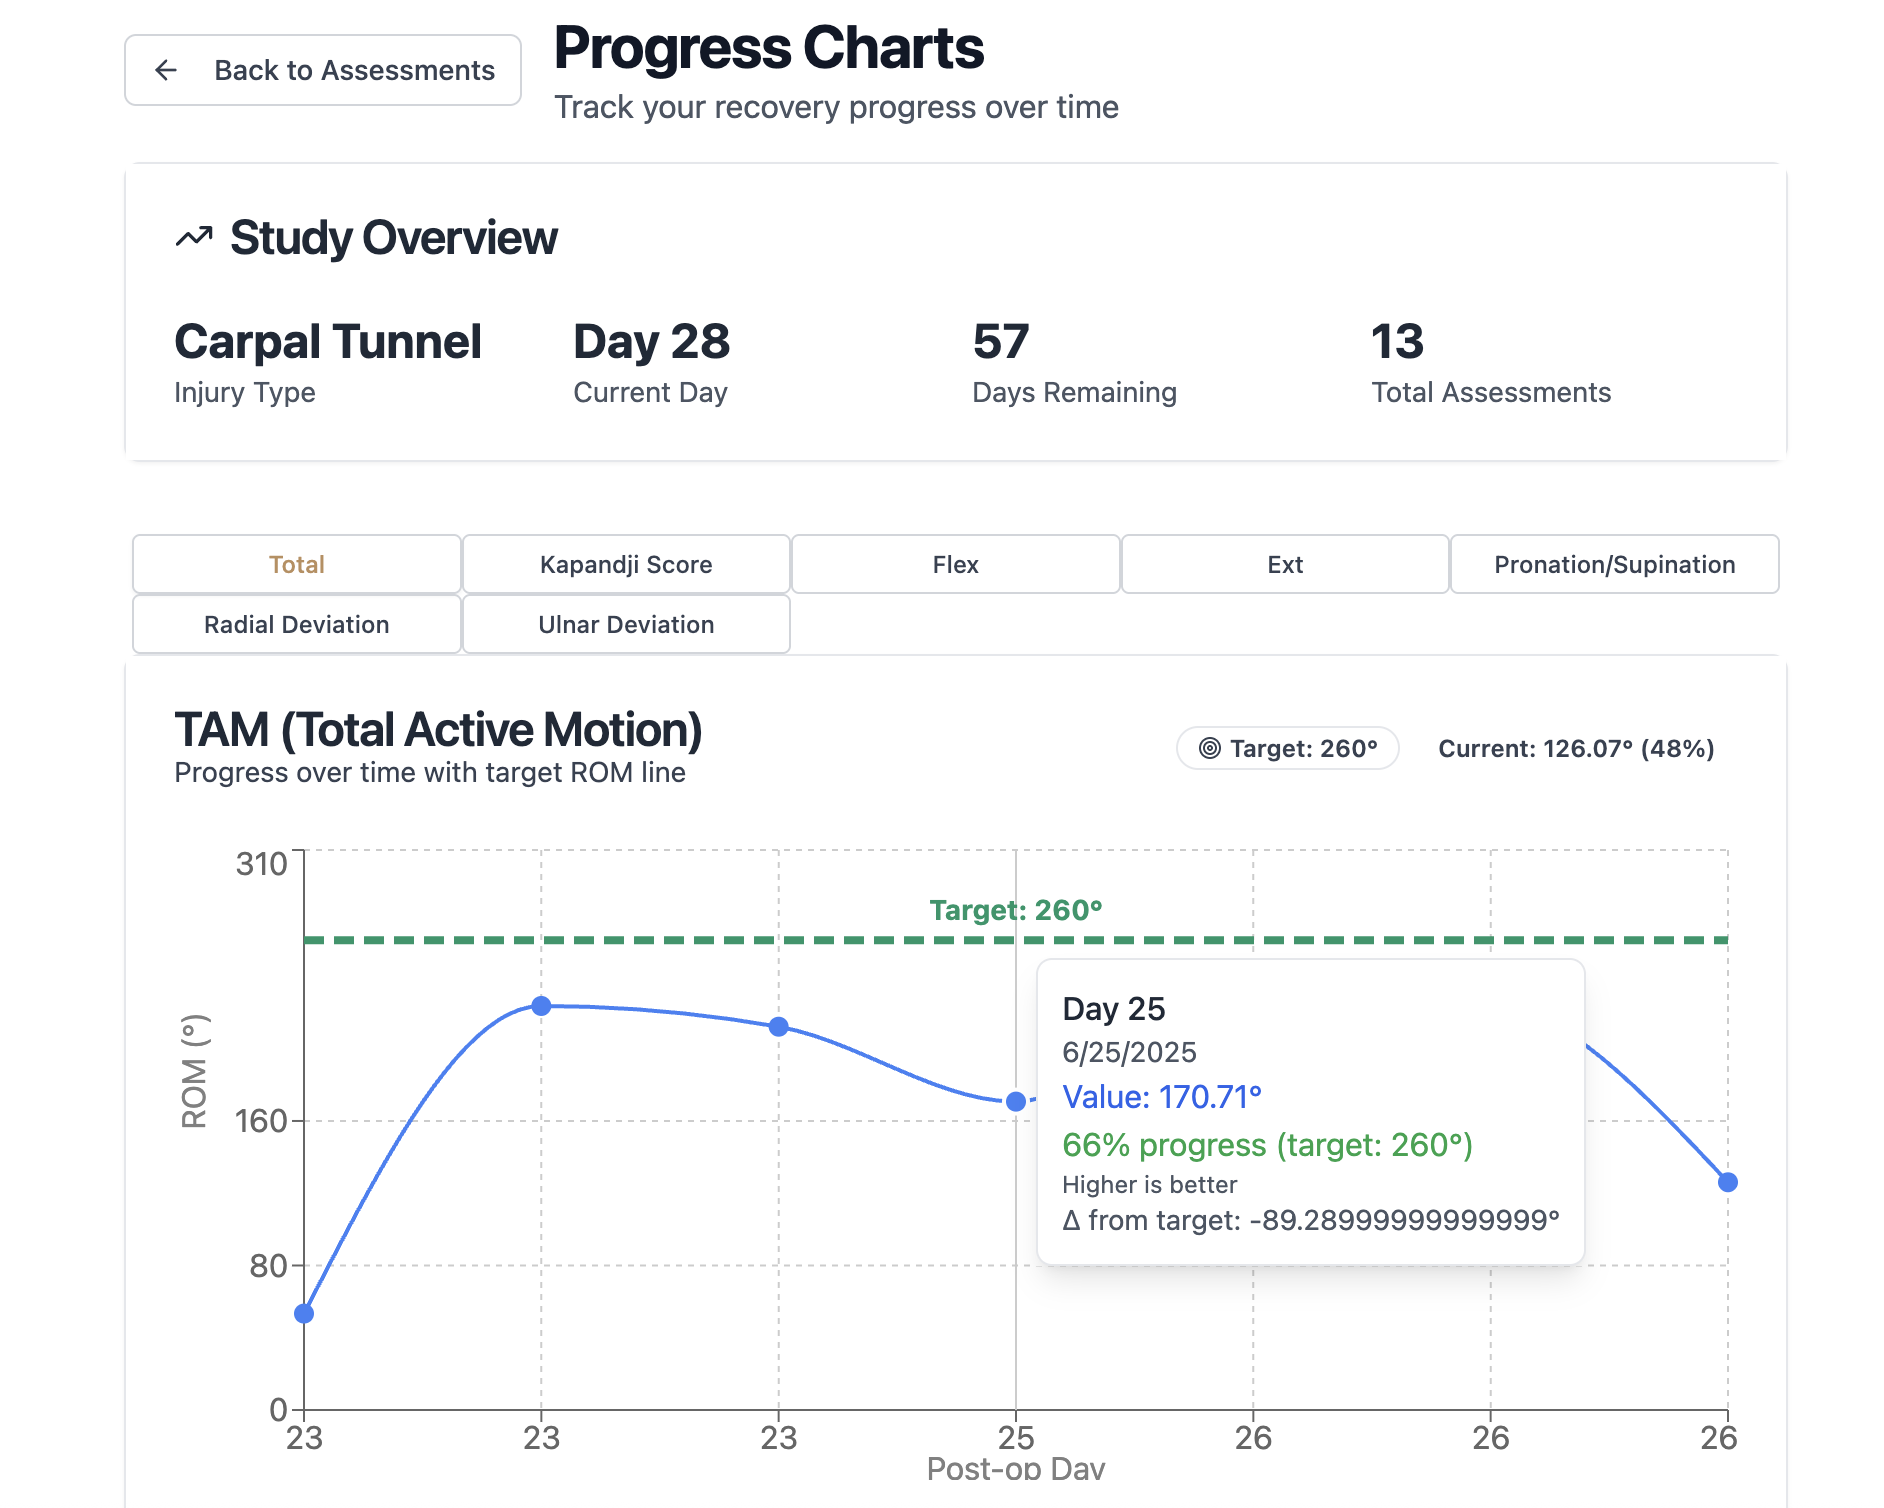 Back to Assessments
Progress Charts
Track your recovery progress over time
Study Overview
Carpal Tunnel
Injury Type
Day 28
Current Day
57
Days Remaining
13
Total Assessments
Total
Kapandji Score
Flex
Ext
Pronation/Supination
Radial Deviation
Ulnar Deviation
TAM (Total Active Motion)
Progress over time with target ROM line
Target: 260°
Current: 126.07° (48%)
310
160
80
0
ROM (°)
Target: 260°
Day 25
6/25/2025
Value: 170.71°
66% progress (target: 260°)
Higher is better
Δ from target: -89.28999999999999°
23 23 23 25 26 26 26
Post-op Day